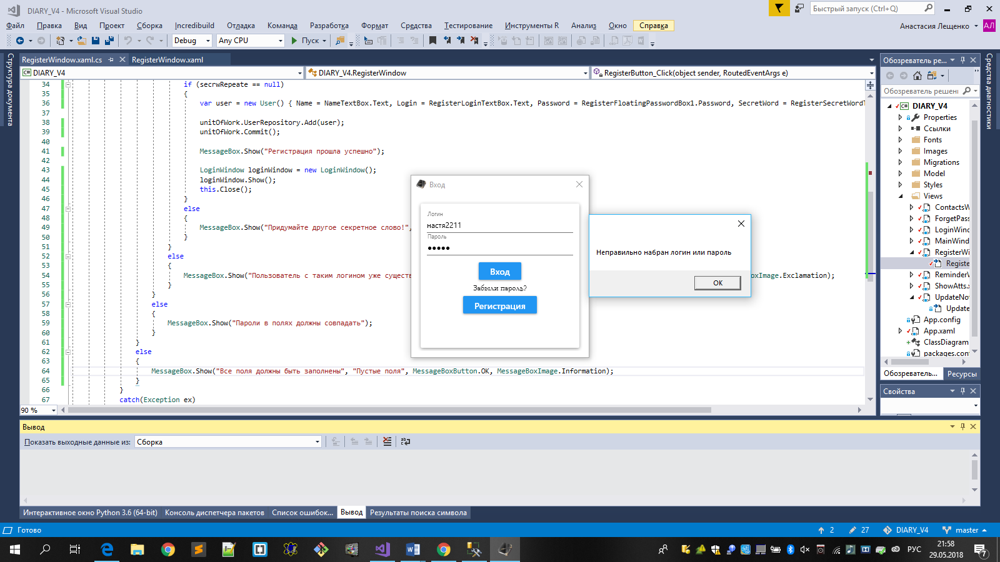 DIARY_V4 - Microsoft Visual Studio
Быстрый запуск (Ctrl+Q)
Файл Правка Вид Проект Сборка Incredibuild Отладка Команда Разработка Формат Средства Тестирование Инструменты R Анализ Окно Справка
Анастасия Лещенко АЛ
Debug Any CPU Пуск
Структура документа
RegisterWindow.xaml.cs RegisterWindow.xaml
DIARY_V4 DIARY_V4.RegisterWindow RegisterButton_Click(object sender, RoutedEventArgs e)
34 if (secrwRepeate == null)
35 {
36 var user = new User() { Name = NameTextBox.Text, Login = RegisterLoginTextBox.Text, Password = RegisterFloatingPasswordBox1.Password, SecretWord = RegisterSecretWordT
37
38 unitOfWork.UserRepository.Add(user);
39 unitOfWork.Commit();
40
41 MessageBox.Show("Регистрация прошла успешно");
42
43 LoginWindow loginWindow = new LoginWindow();
44 loginWindow.Show();
45 this.Close();
46 }
47 else
48 {
49 MessageBox.Show("Придумайте другое секретное слово!",
50 }
51 }
52 else
53 {
54 MessageBox.Show("Пользователь с таким логином уже сущест oxImage.Exclamation);
55 }
56 }
57 else
58 {
59 MessageBox.Show("Пароли в полях должны совпадать");
60 }
61 }
62 else
63 {
64 MessageBox.Show("Все поля должны быть заполнены", "Пустые поля", MessageBoxButton.OK, MessageBoxImage.Information);
65 }
66 }
67 catch(Exception ex)
90 %
Вход
Логин
настя2211
Пароль
Вход
Забыли пароль?
Регистрация
Неправильно набран логин или пароль
OK
Обозреватель ре...
Обозреватель решені
DIARY_V4
Properties
Ссылки
Fonts
Images
Migrations
Model
Styles
Views
ContactsW
ForgetPass
LoginWind
MainWind
RegisterWi
Registe
ReminderW
ShowAtts.x
UpdateNot
Update
App.config
App.xaml
ClassDiagram
packages.con
Обозреватель... Ресурсы
Свойства
Средства диагностики
Вывод
Показать выходные данные из: Сборка
Интерактивное окно Python 3.6 (64-bit) Консоль диспетчера пакетов Список ошибок... Вывод Результаты поиска символа
Готово
2 27 DIARY_V4 master
РУС
21:58
29.05.2018
7